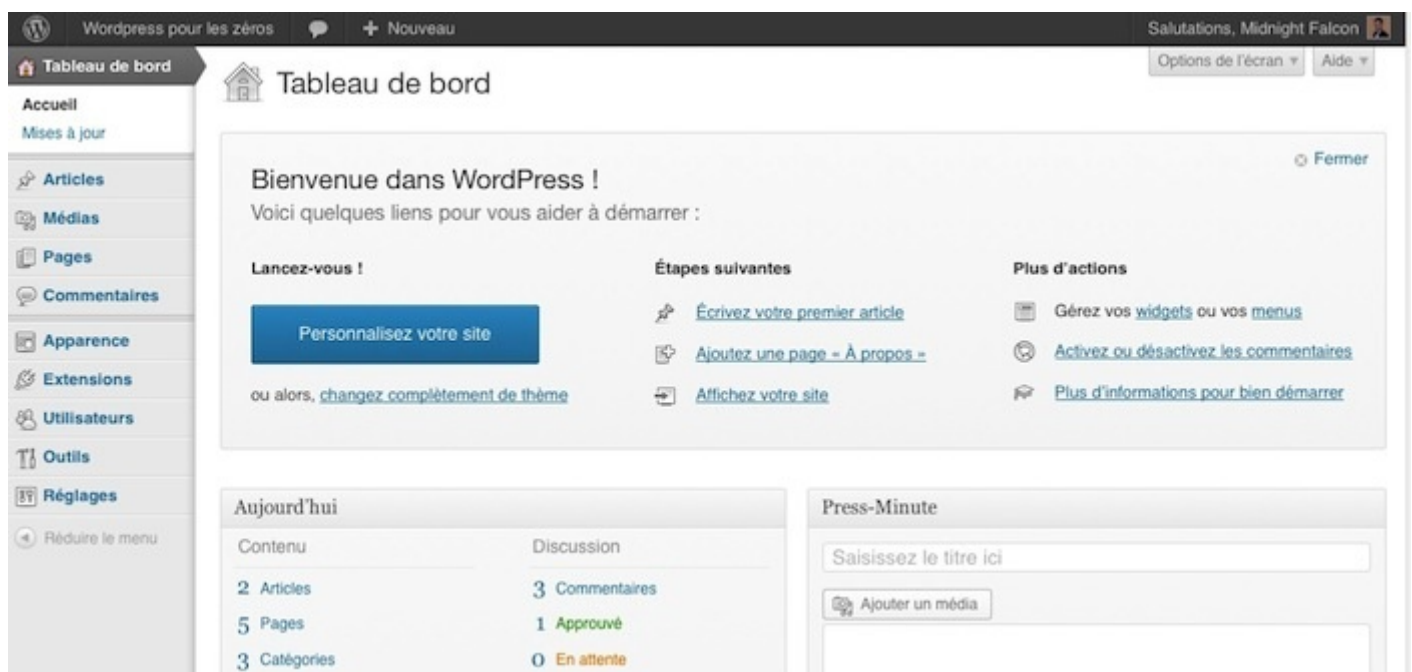 Wordpress pour les zéros + Nouveau Salutations, Midnight Falcon
Tableau de bord
Accueil
Mises à jour
Articles
Médias
Pages
Commentaires
Apparence
Extensions
Utilisateurs
Outils
Réglages
Réduire le menu
Options de l'écran Aide
Tableau de bord
Fermer
Bienvenue dans WordPress !
Voici quelques liens pour vous aider à démarrer :
Lancez-vous !
Personnalisez votre site
ou alors, changez complètement de thème
Étapes suivantes
Écrivez votre premier article
Ajoutez une page « À propos »
Affichez votre site
Plus d'actions
Gérez vos widgets ou vos menus
Activez ou désactivez les commentaires
Plus d'informations pour bien démarrer
Aujourd'hui
Contenu
2 Articles
5 Pages
3 Catégories
Discussion
3 Commentaires
1 Approuvé
0 En attente
Press-Minute
Saisissez le titre ici
Ajouter un média